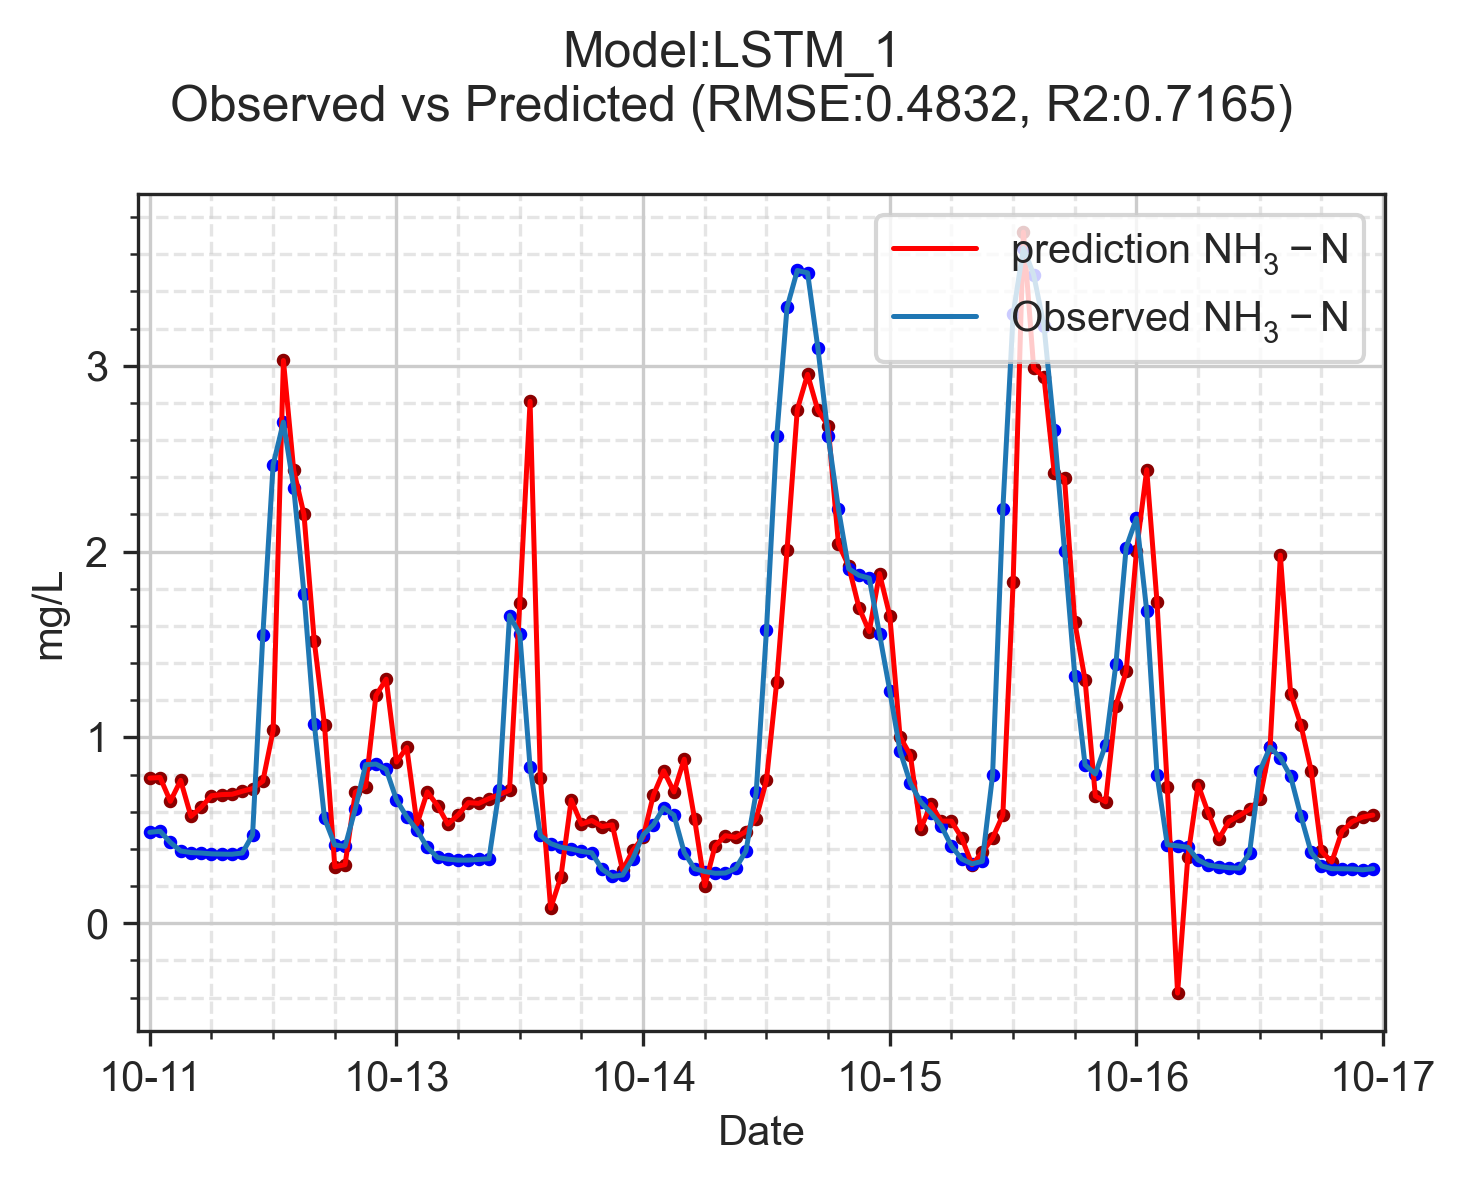 Model:LSTM_1
Observed vs Predicted (RMSE:0.4832, R2:0.7165)
prediction NH₃ − N
Observed NH₃ − N
mg/L
3
2
1
0
10-11 10-13 10-14 10-15 10-16 10-17
Date